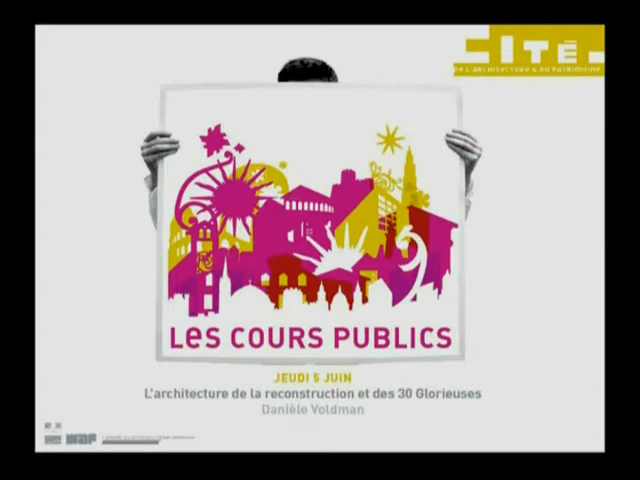 CITÉ
DE L'ARCHITECTURE & DU PATRIMOINE
LES COURS PUBLICS
JEUDI 5 JUIN
L'architecture de la reconstruction et des 30 Glorieuses
Danièle Voldman